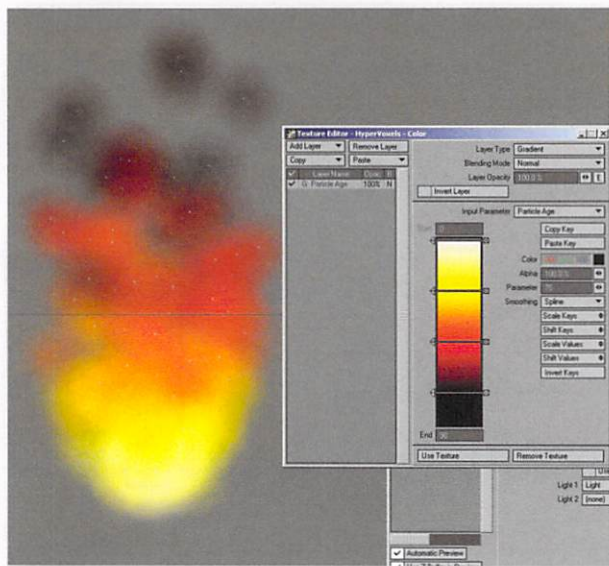 Texture Editor - HyperVoxels - Color
Add Layer
Remove Layer
Copy
Paste
Layer Name Opac B
G Particle Age 100% N
Layer Type Gradient
Blending Mode Normal
Layer Opacity 100.0 % E
Invert Layer
Input Parameter Particle Age
Start 0
Copy Key
Paste Key
Color
Alpha 100.0 %
Parameter 75
Smoothing Spline
Scale Keys
Shift Keys
Scale Values
Shift Values
Invert Keys
End
Use Texture
Remove Texture
Light 1 Light
Light 2 (none)
Automatic Preview